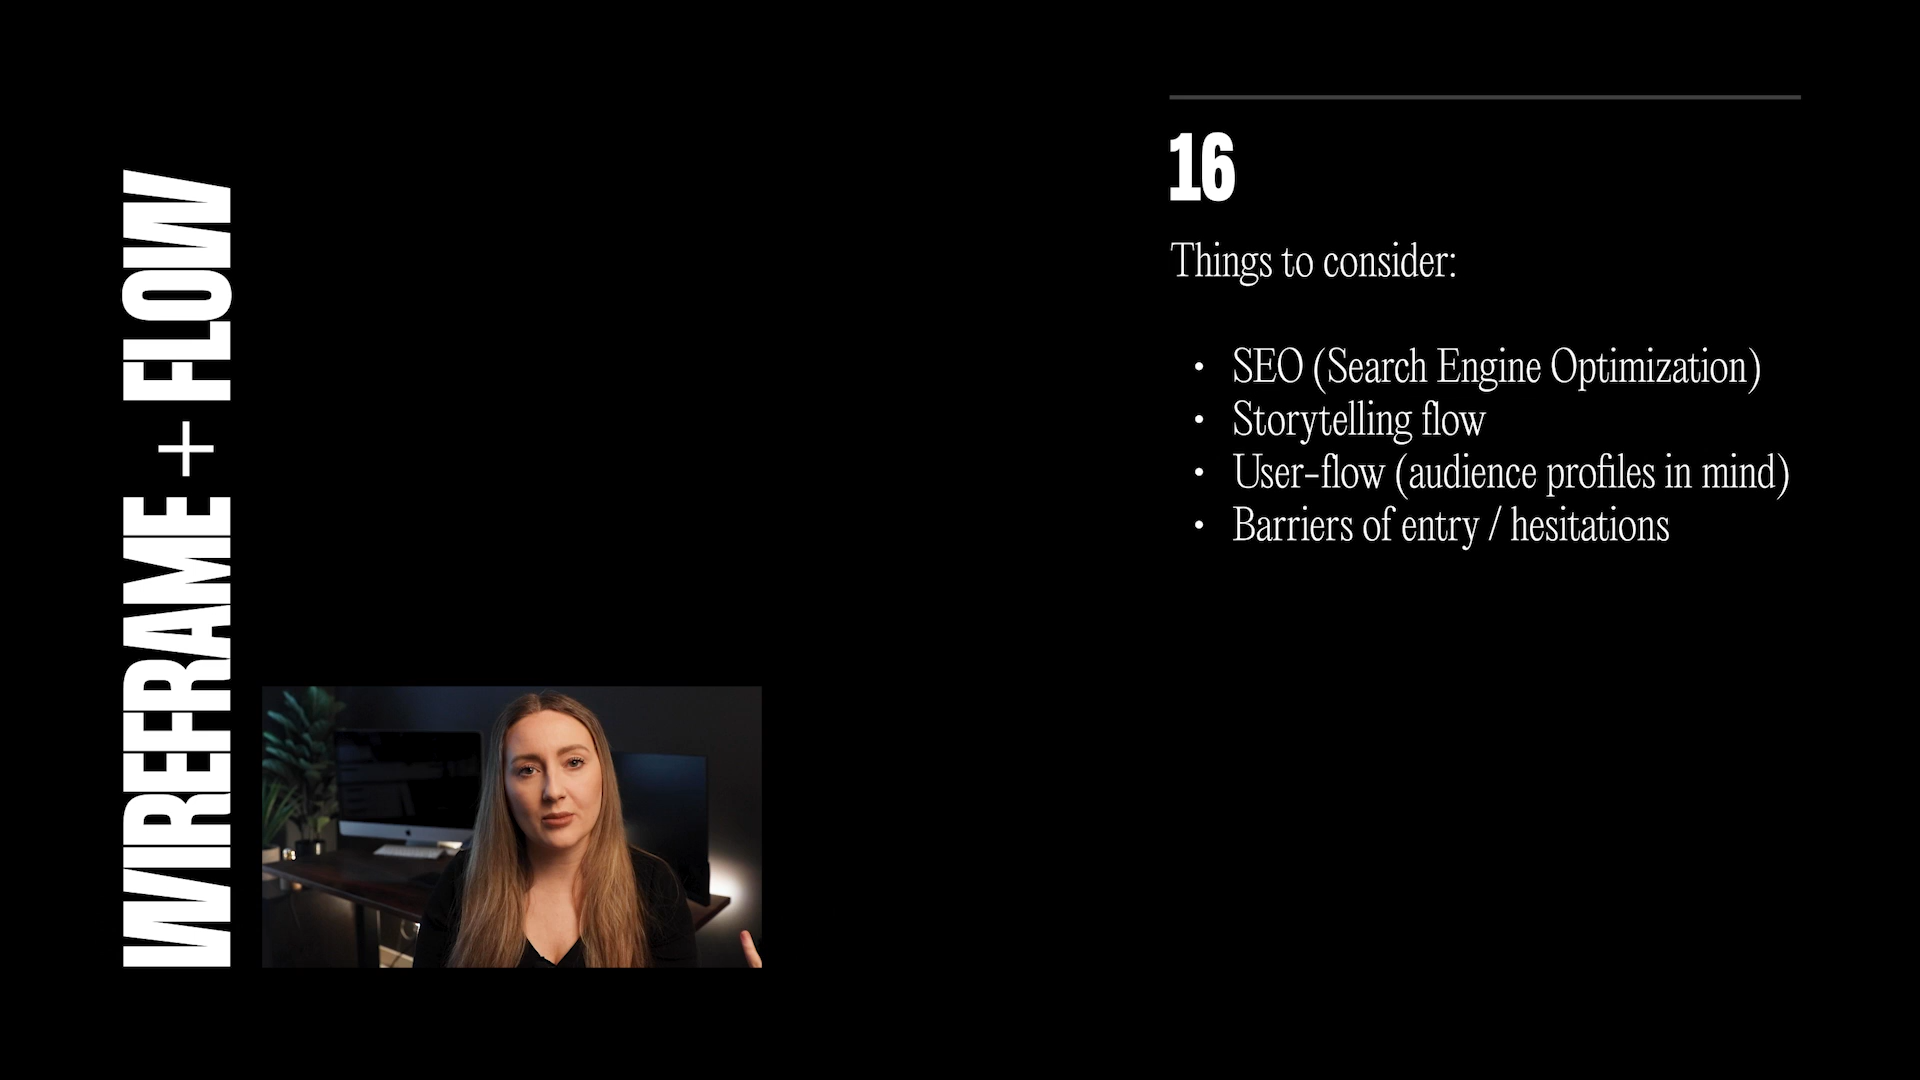 WIREFRAME + FLOW
16
Things to consider:
• SEO (Search Engine Optimization)
• Storytelling flow
• User-flow (audience profiles in mind)
• Barriers of entry / hesitations